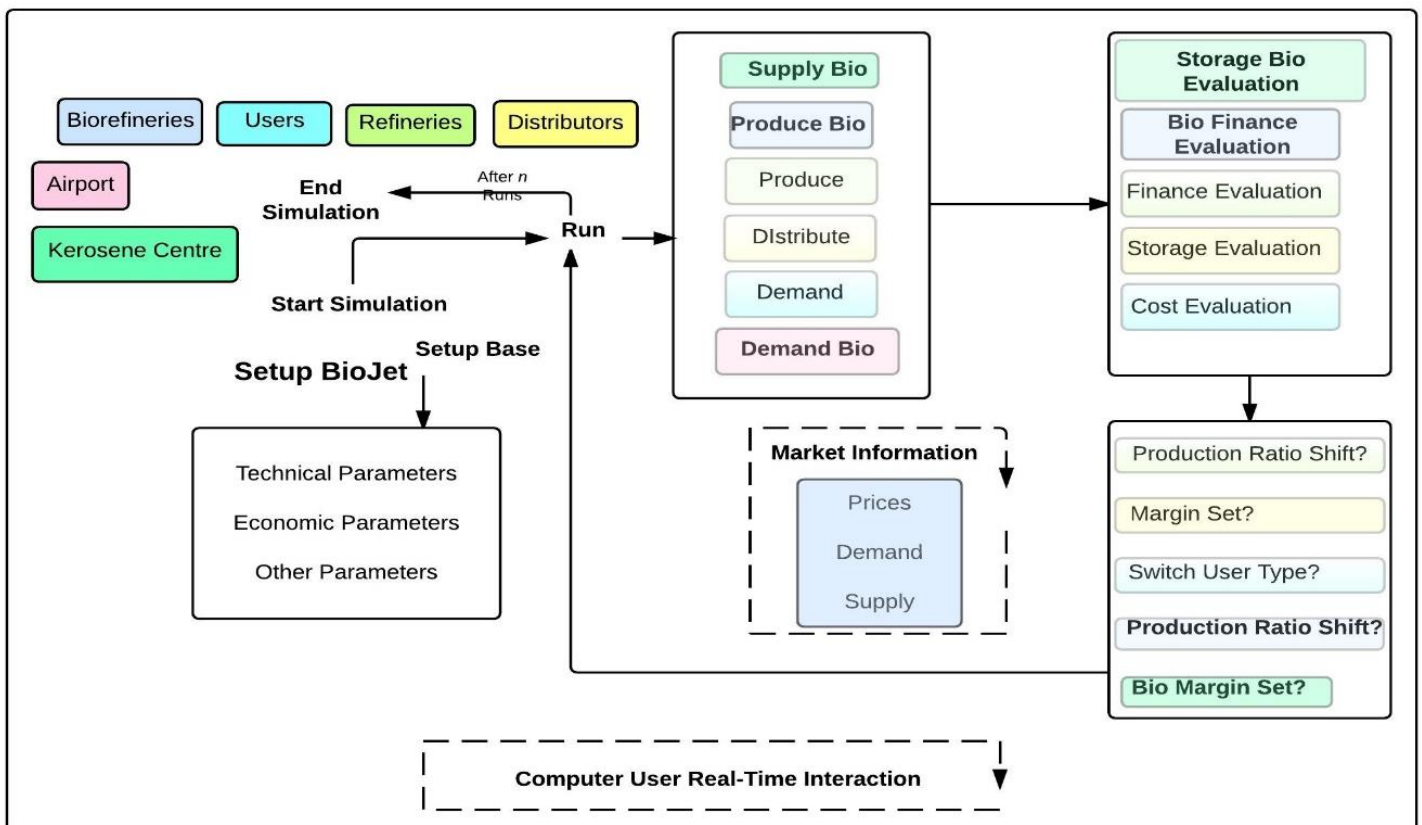 Biorefineries
Users
Refineries
Distributors
Airport
Kerosene Centre
End
Simulation
After n
Runs
Run
Start Simulation
Setup Base
Setup BioJet
Technical Parameters
Economic Parameters
Other Parameters
Supply Bio
Produce Bio
Produce
DIstribute
Demand
Demand Bio
Storage Bio
Evaluation
Bio Finance
Evaluation
Finance Evaluation
Storage Evaluation
Cost Evaluation
Market Information
Prices
Demand
Supply
Production Ratio Shift?
Margin Set?
Switch User Type?
Production Ratio Shift?
Bio Margin Set?
Computer User Real-Time Interaction